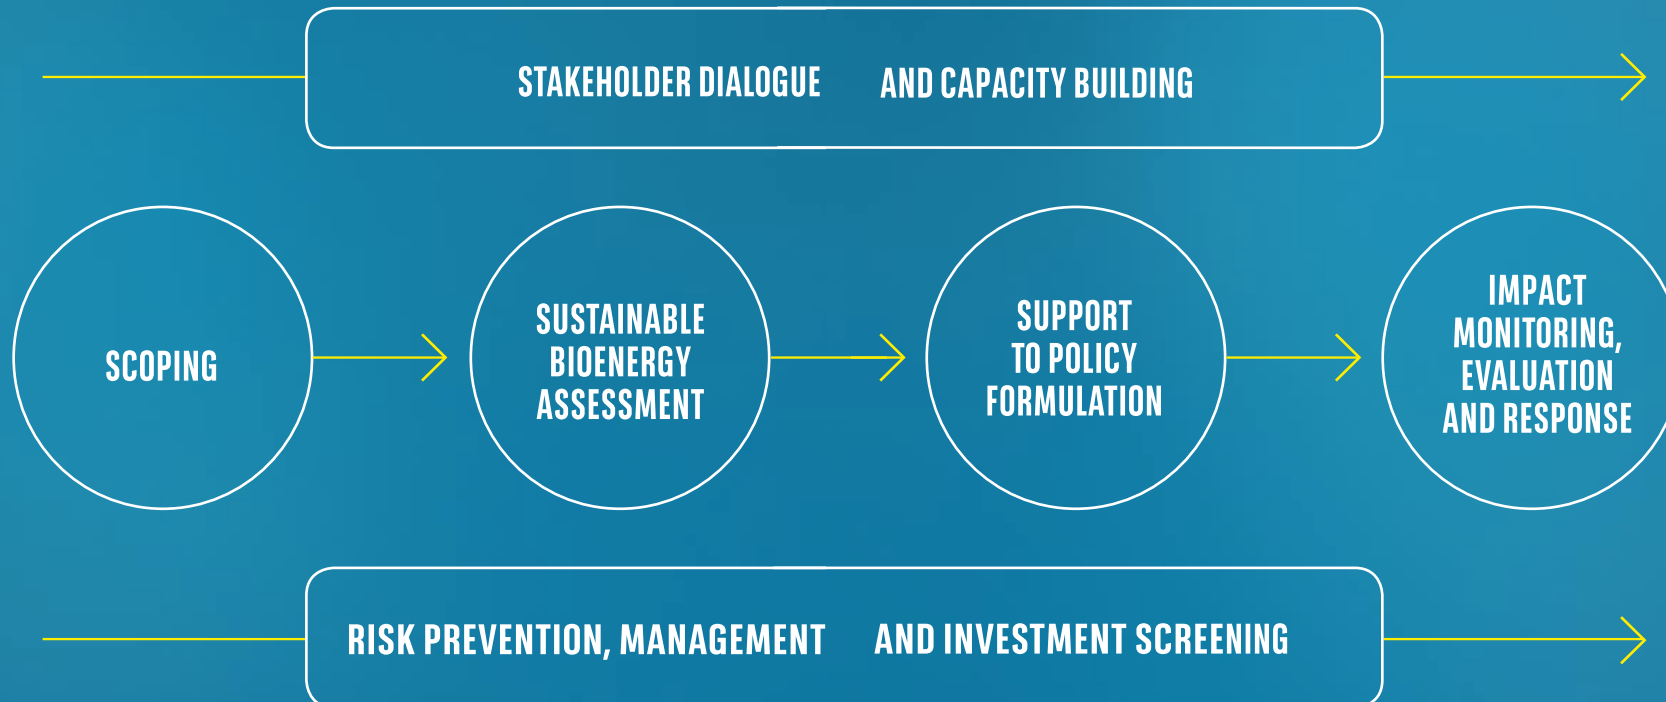 STAKEHOLDER DIALOGUE AND CAPACITY BUILDING
SCOPING
SUSTAINABLE
BIOENERGY
ASSESSMENT
SUPPORT
TO POLICY
FORMULATION
IMPACT
MONITORING,
EVALUATION
AND RESPONSE
RISK PREVENTION, MANAGEMENT AND INVESTMENT SCREENING